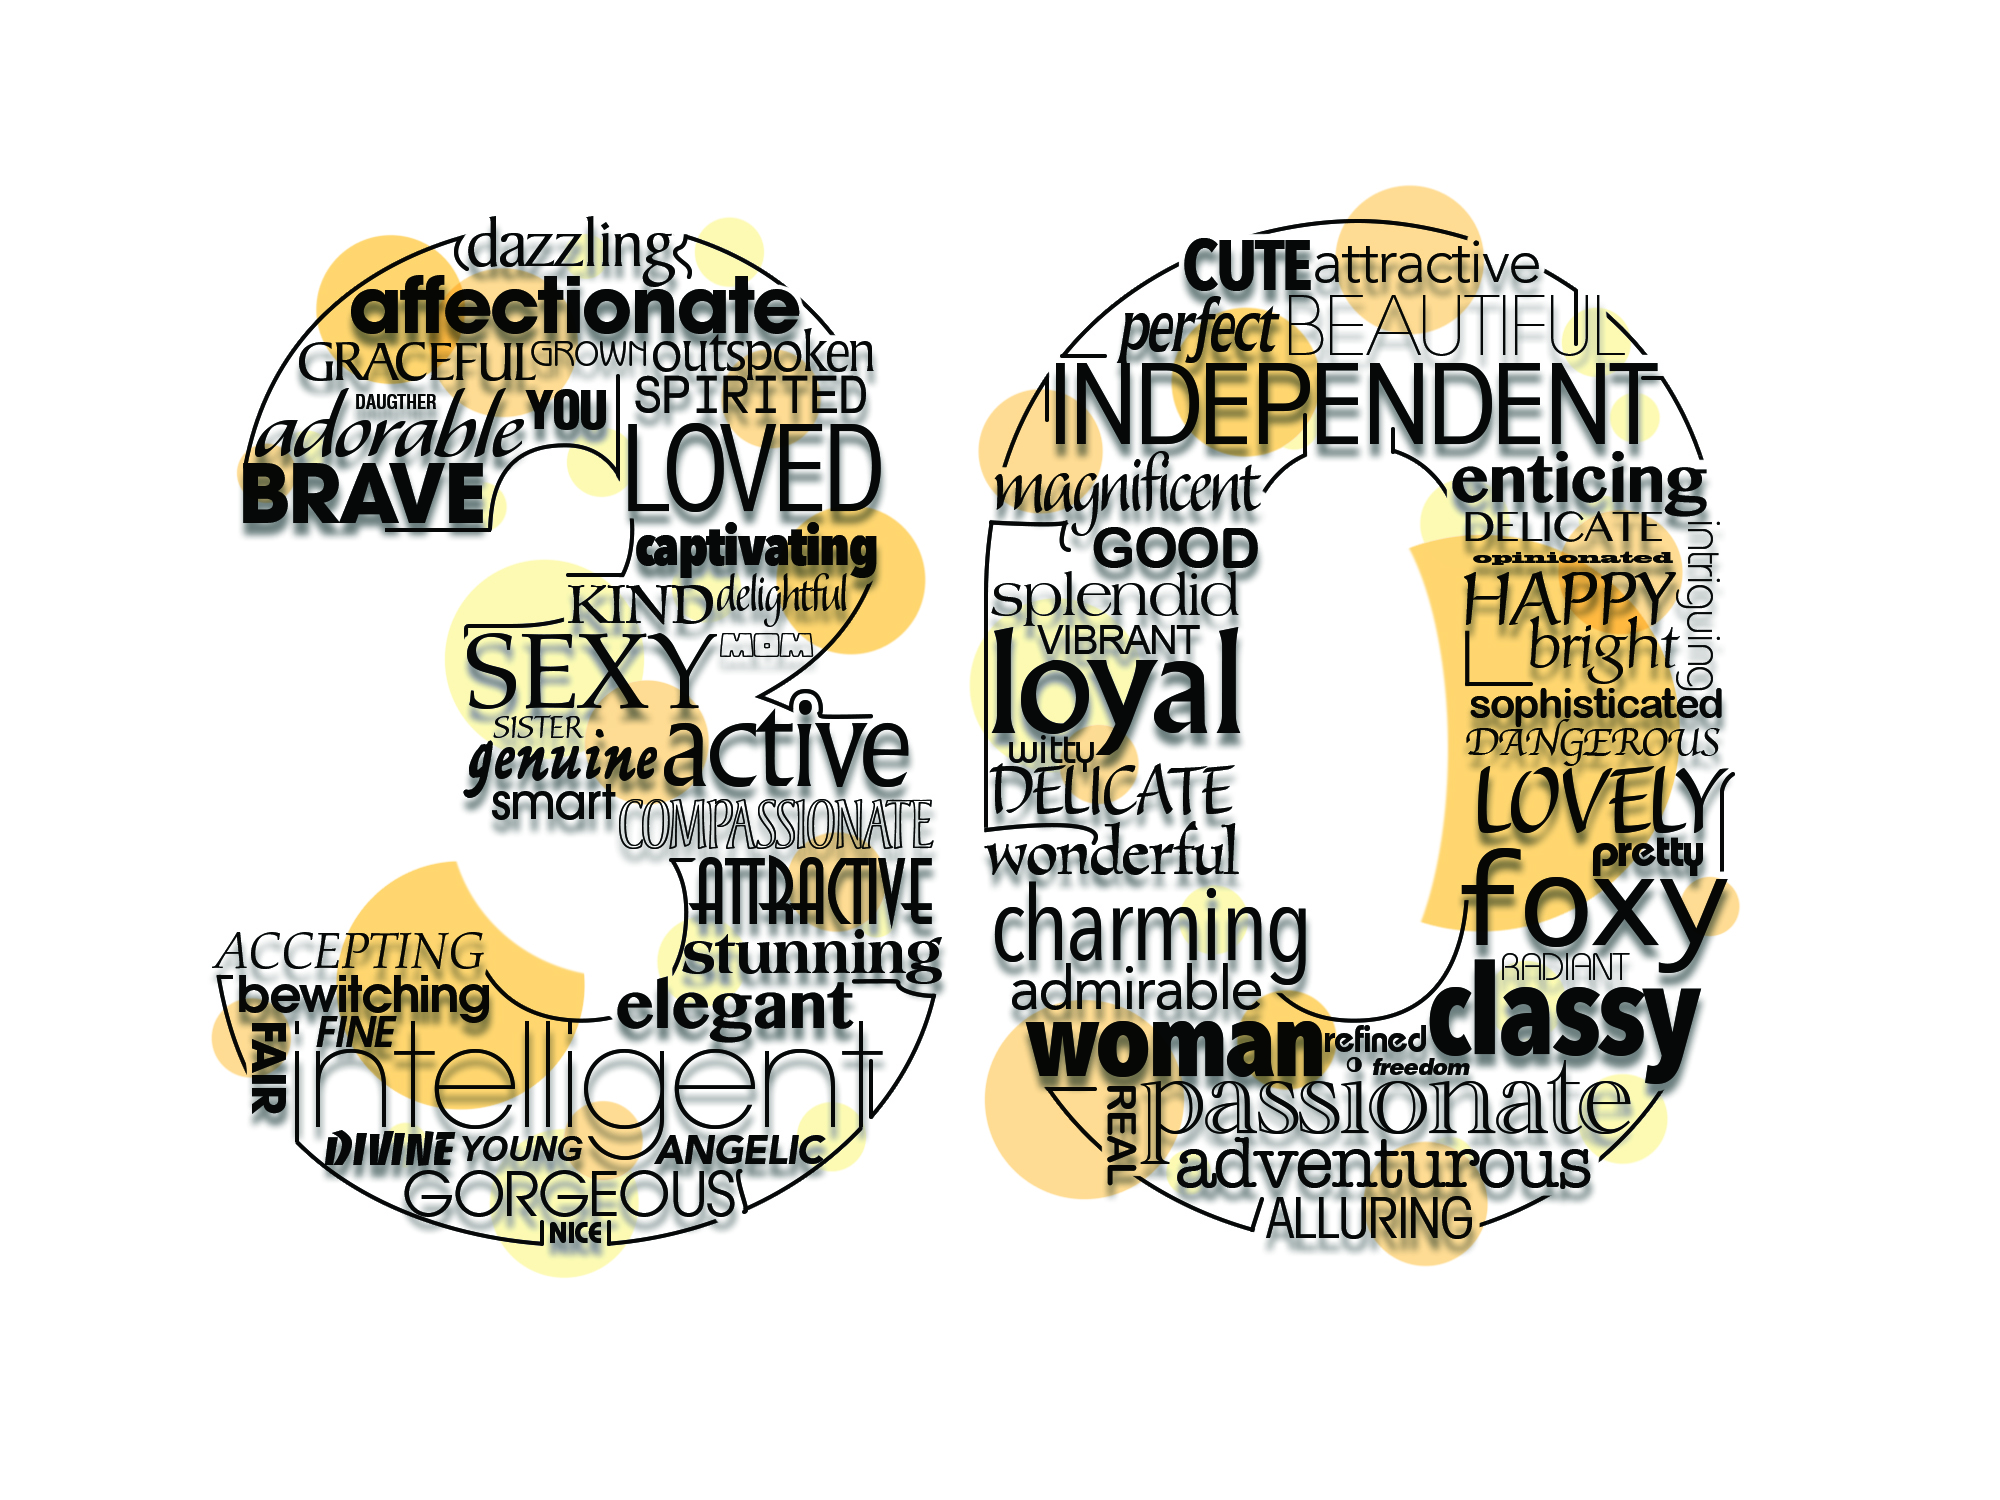 dazzling
affectionate
GRACEFUL GROWN outspoken
DAUGTHER YOU SPIRITED
adorable LOVED
BRAVE
captivating
KIND delightful
SEXY MOM
SISTER
genuine active
smart COMPASSIONATE
ATTRACTIVE
ACCEPTING stunning
bewitching elegant
FAIR FINE
intelligent
DIVINE YOUNG ANGELIC
GORGEOUS
NICE
CUTE attractive
perfect BEAUTIFUL
INDEPENDENT
magnificent enticing
GOOD DELICATE intriguing
opinionated
splendid HAPPY
VIBRANT bright
loyal sophisticated
witty DANGEROUS
DELICATE LOVELY
wonderful pretty
charming foxy
admirable RADIANT
woman refined classy
freedom
REAL passionate
adventurous
ALLURING